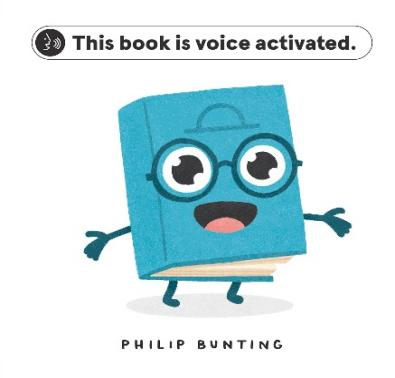 This book is voice activated.
PHILIP BUNTING